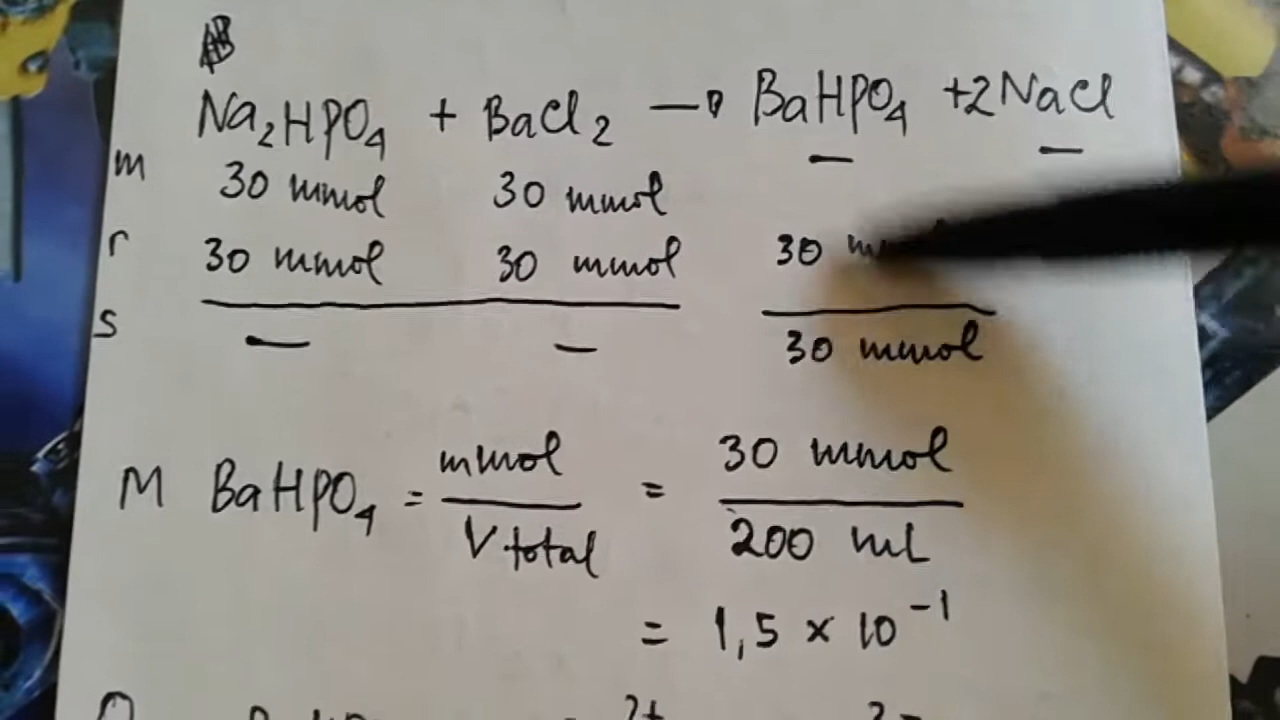 Na2HPO4 + BaCl2 → BaHPO4 + 2NaCl
m 30 mmol 30 mmol — —
r 30 mmol 30 mmol 30
s — — 30 mmol
M BaHPO4 = mmol / V total = 30 mmol / 200 mL
= 1,5 × 10^-1